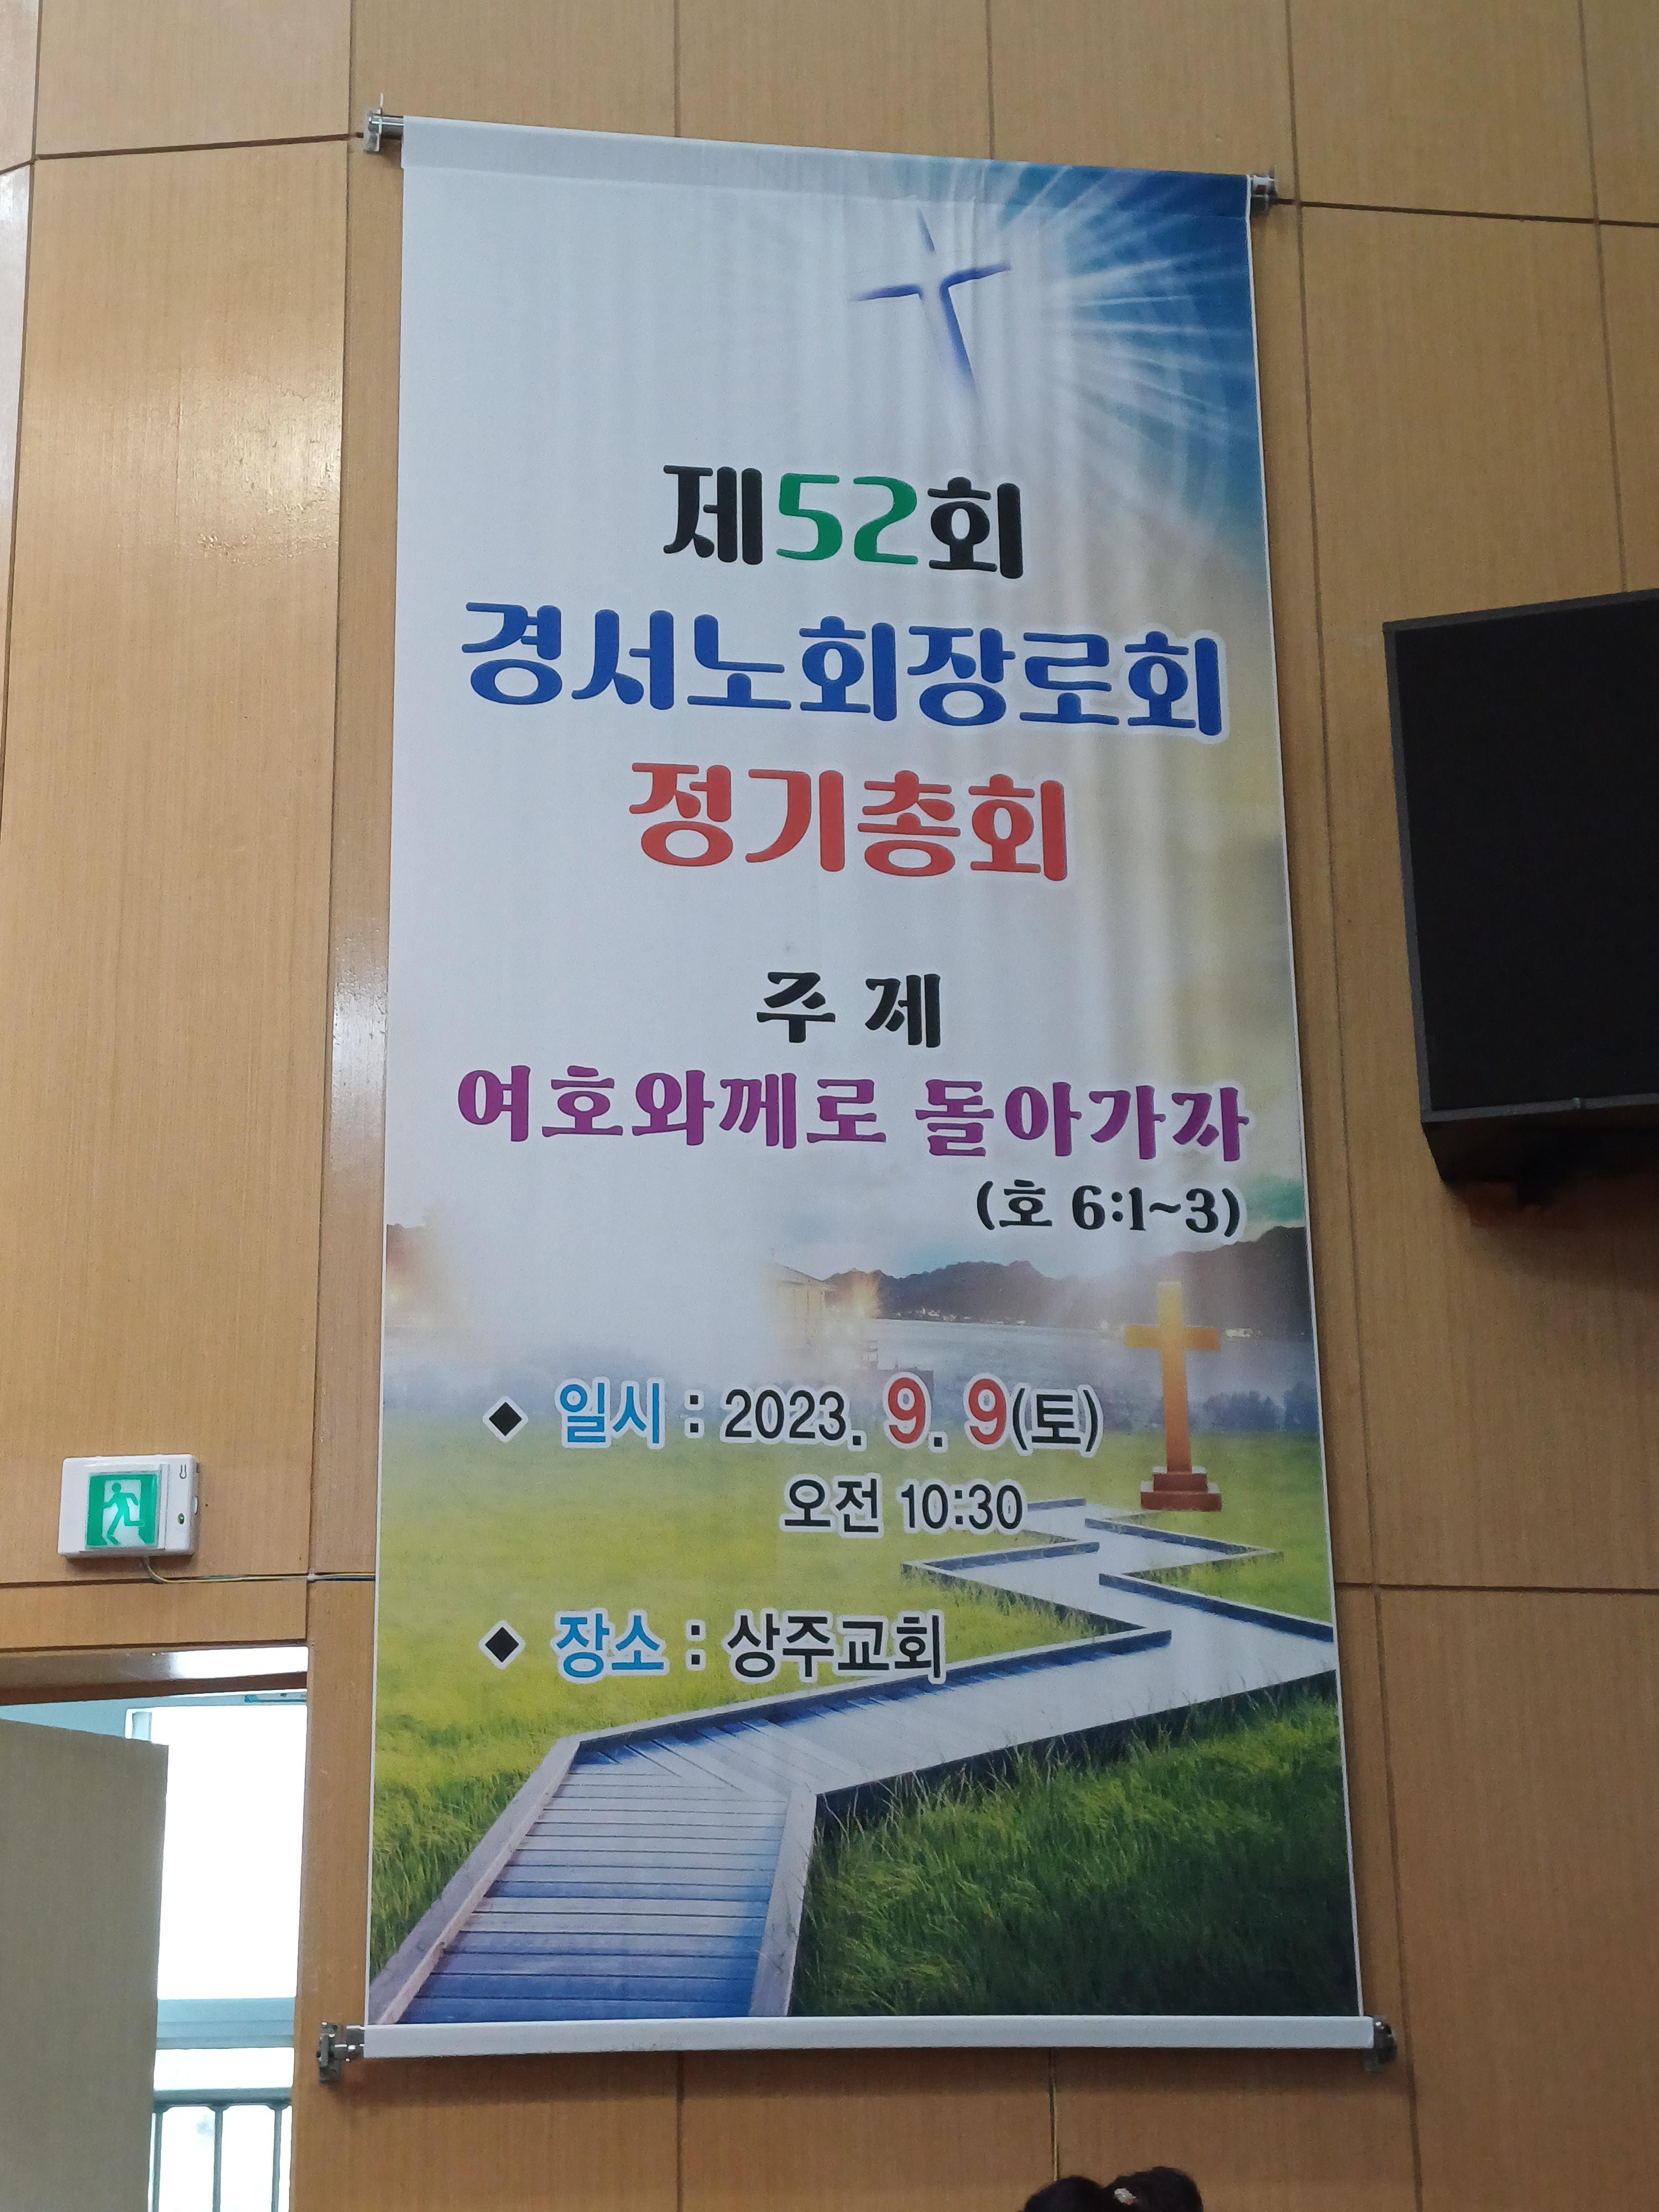 제52회
경서노회장로회
정기총회
주 제
여호와께로 돌아가자
(호 6:1~3)
◆ 일시 : 2023. 9. 9(토)
오전 10:30
◆ 장소 : 상주교회